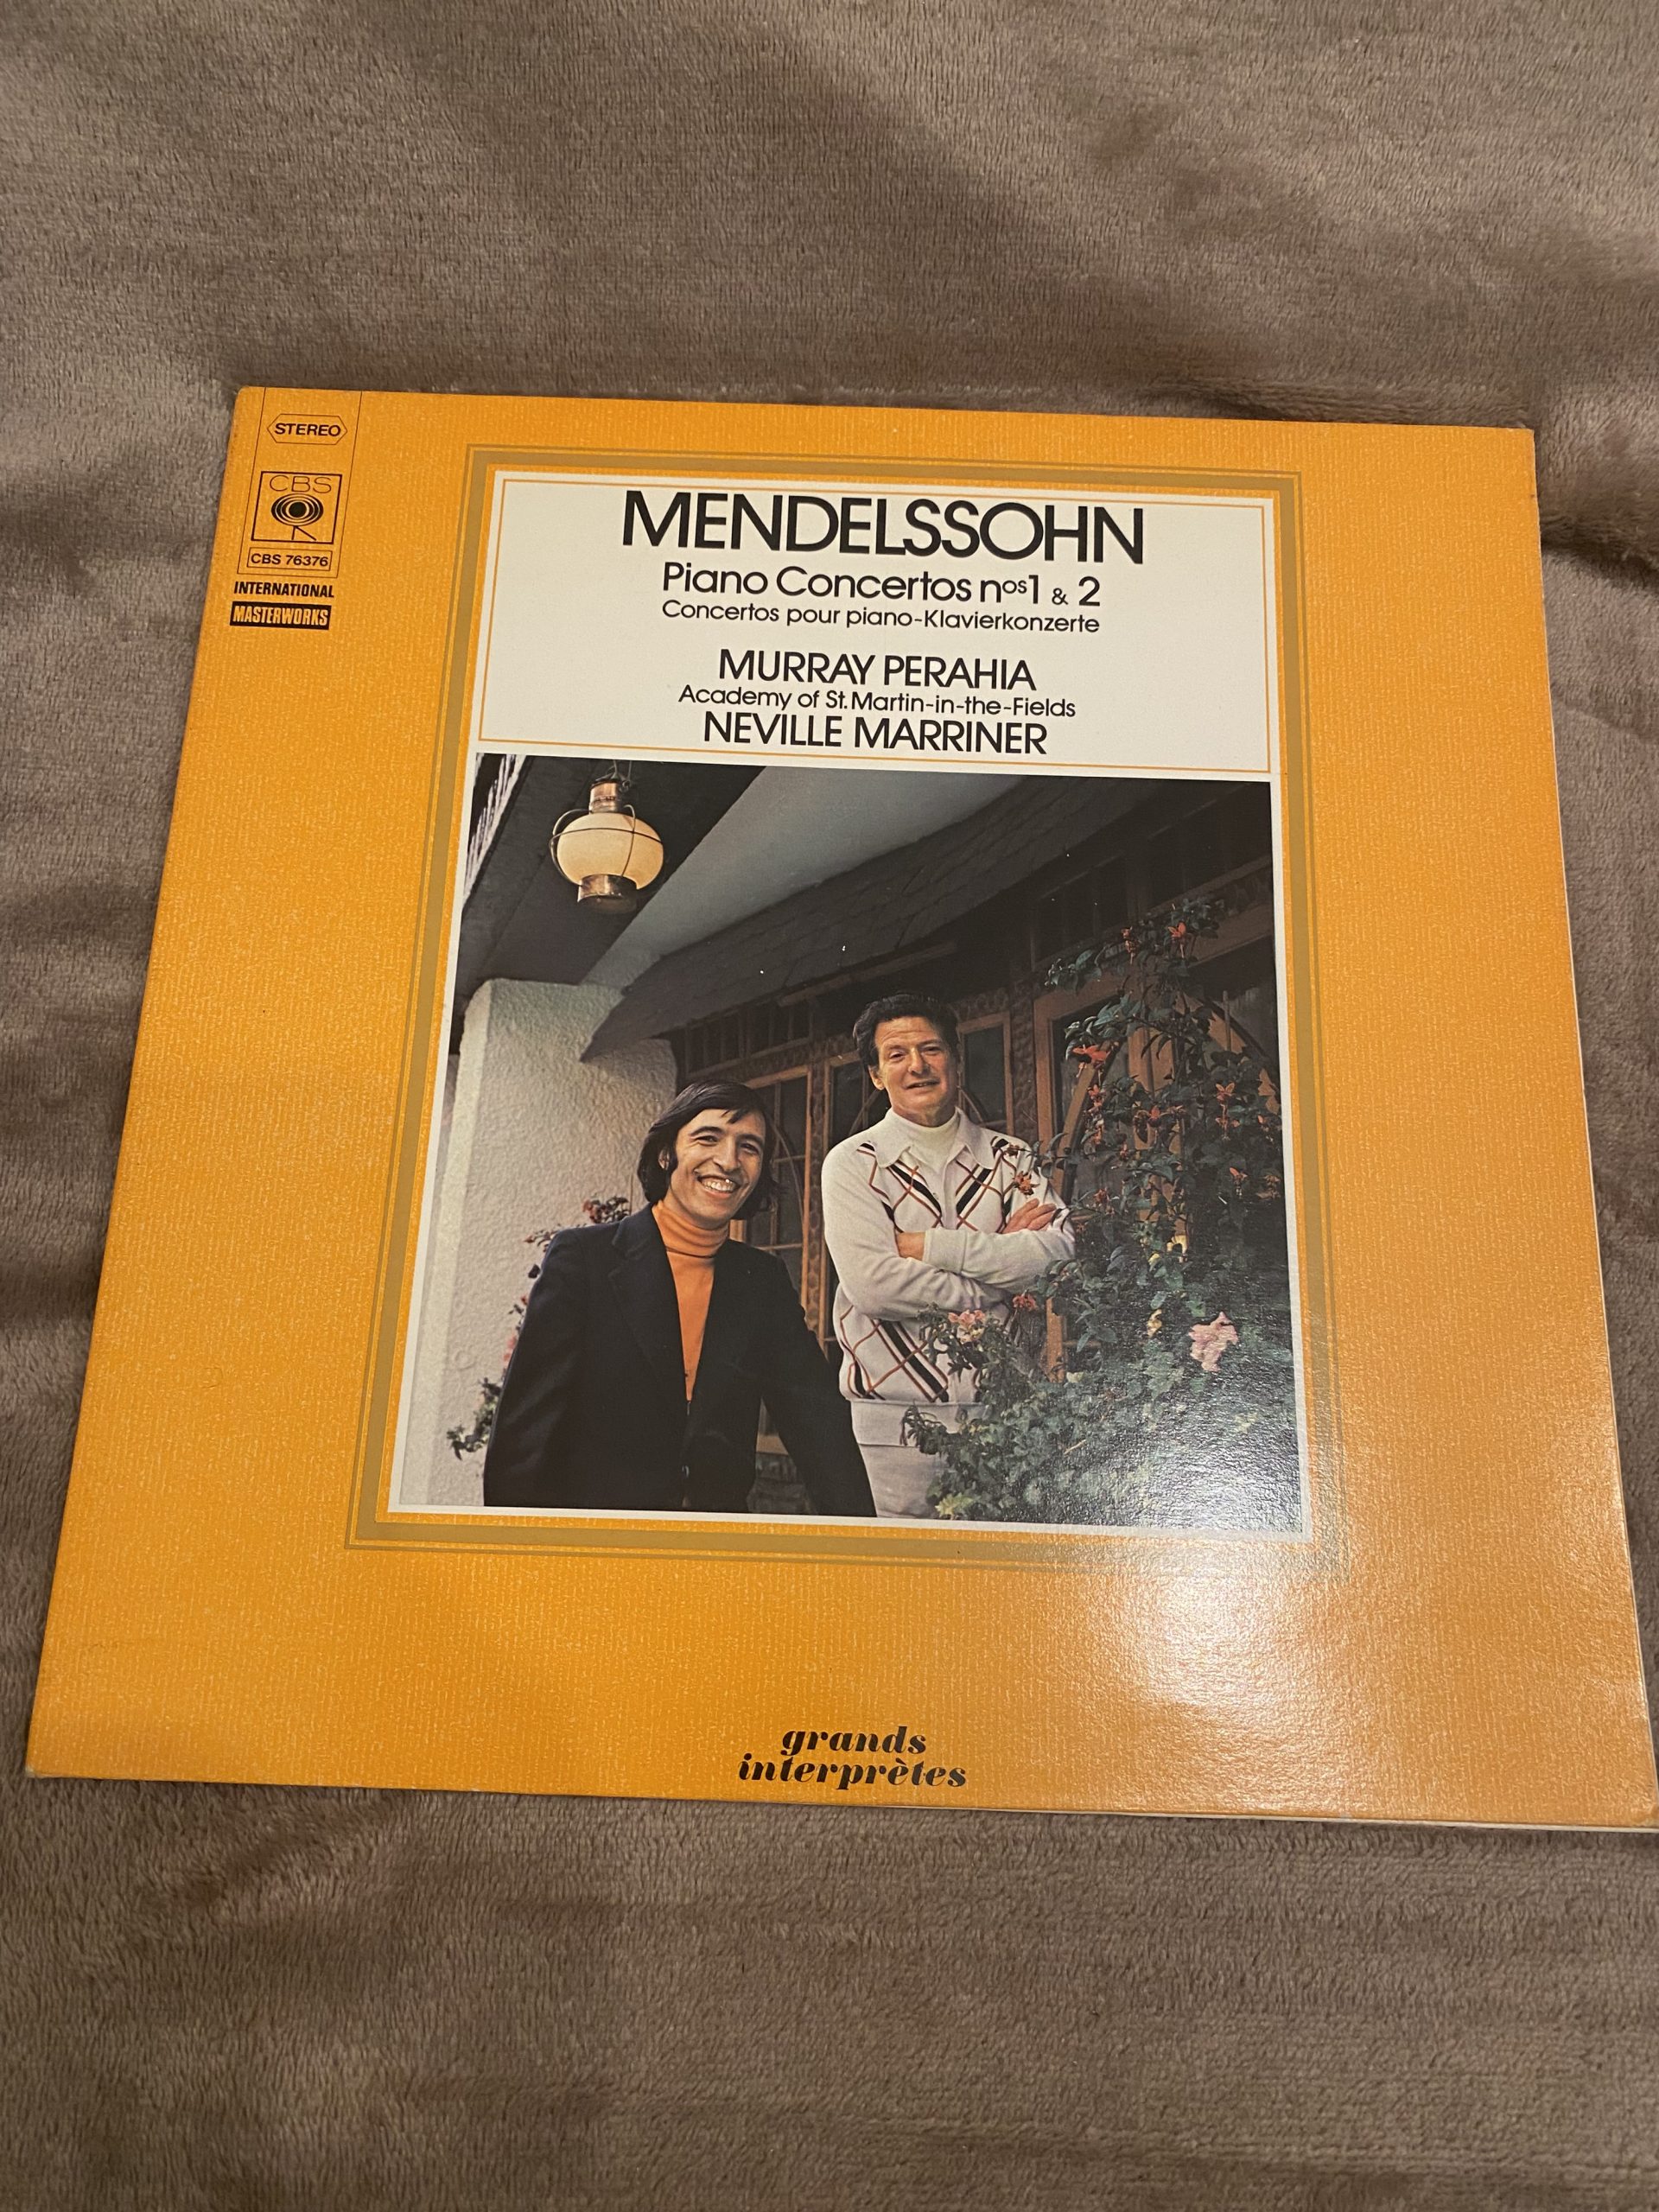 STEREO
CBS
CBS 76376
INTERNATIONAL
MASTERWORKS
MENDELSSOHN
Piano Concertos nos 1 & 2
Concertos pour piano-Klavierkonzerte
MURRAY PERAHIA
Academy of St. Martin-in-the-Fields
NEVILLE MARRINER
grands
interprètes